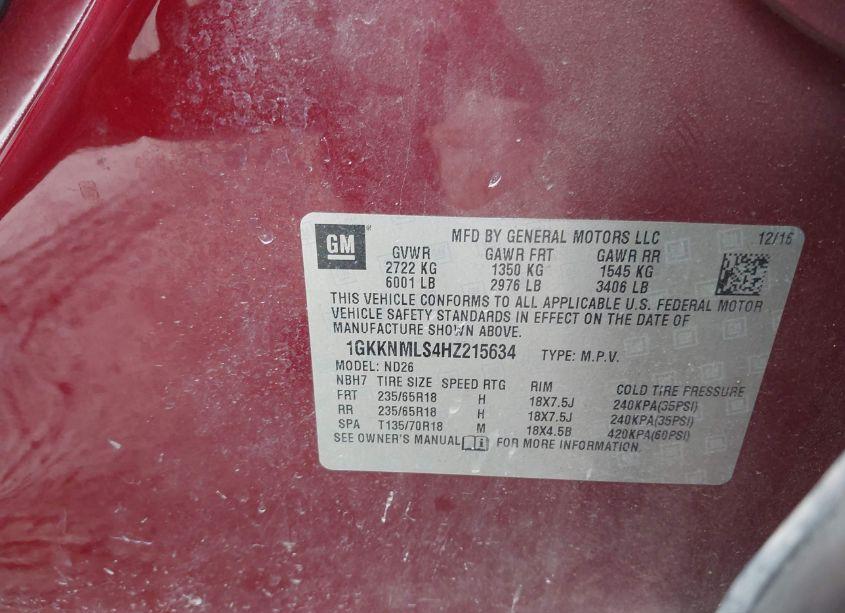 GM
MFD BY GENERAL MOTORS LLC 12/16
GVWR GAWR FRT GAWR RR
2722 KG 1350 KG 1545 KG
6001 LB 2976 LB 3406 LB
THIS VEHICLE CONFORMS TO ALL APPLICABLE U.S. FEDERAL MOTOR
VEHICLE SAFETY STANDARDS IN EFFECT ON THE DATE OF
MANUFACTURE SHOWN ABOVE.
1GKKNMLS4HZ215634 TYPE: M.P.V.
MODEL: ND26
NBH7 TIRE SIZE SPEED RTG RIM COLD TIRE PRESSURE
FRT 235/65R18 H 18X7.5J 240KPA(35PSI)
RR 235/65R18 H 18X7.5J 240KPA(35PSI)
SPA T135/70R18 M 18X4.5B 420KPA(60PSI)
SEE OWNER'S MANUAL FOR MORE INFORMATION.